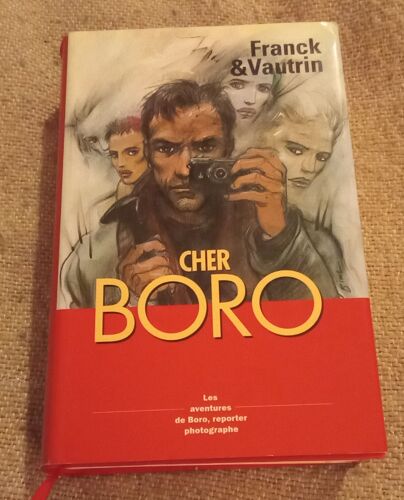 Franck
&Vautrin
CHER
BORO
Les
aventures
de Boro, reporter
photographe